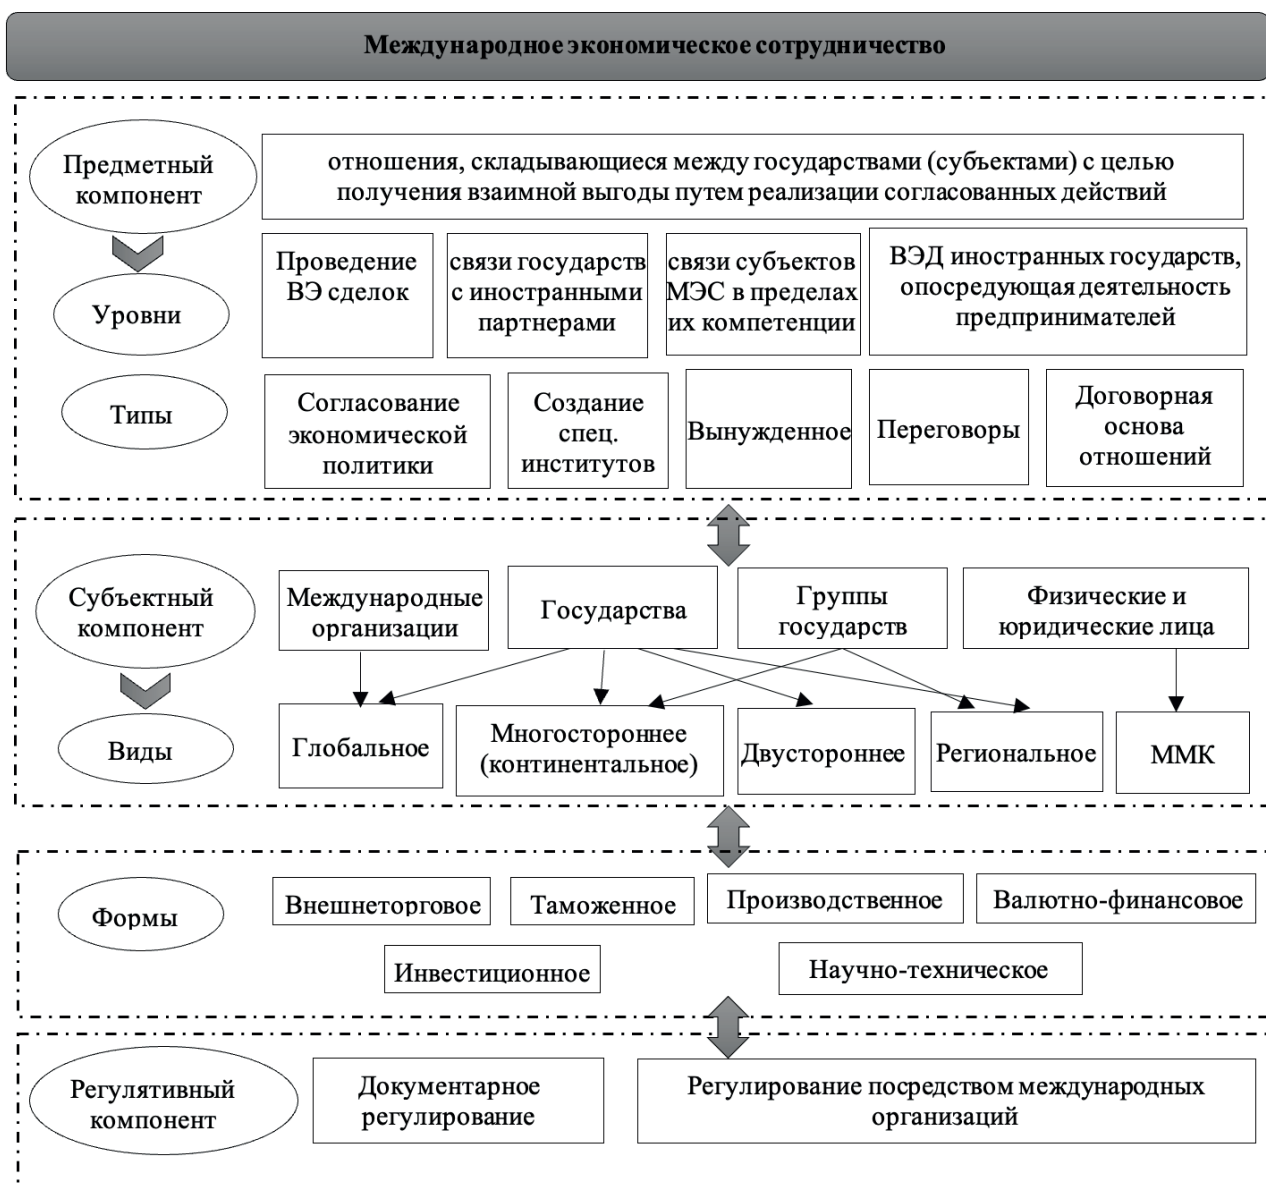 Международное экономическое сотрудничество
Предметный
компонент
отношения, складывающиеся между государствами (субъектами) с целью
получения взаимной выгоды путем реализации согласованных действий
Уровни
Проведение
ВЭ сделок
связи государств
с иностранными
партнерами
связи субъектов
МЭС в пределах
их компетенции
ВЭД иностранных государств,
опосредующая деятельность
предпринимателей
Типы
Согласование
экономической
политики
Создание
спец.
институтов
Вынужденное
Переговоры
Договорная
основа
отношений
Субъектный
компонент
Международные
организации
Государства
Группы
государств
Физические и
юридические лица
Виды
Глобальное
Многостороннее
(континентальное)
Двустороннее
Региональное
ММК
Формы
Внешнеторговое
Таможенное
Производственное
Валютно-финансовое
Инвестиционное
Научно-техническое
Регулятивный
компонент
Документарное
регулирование
Регулирование посредством международных
организаций